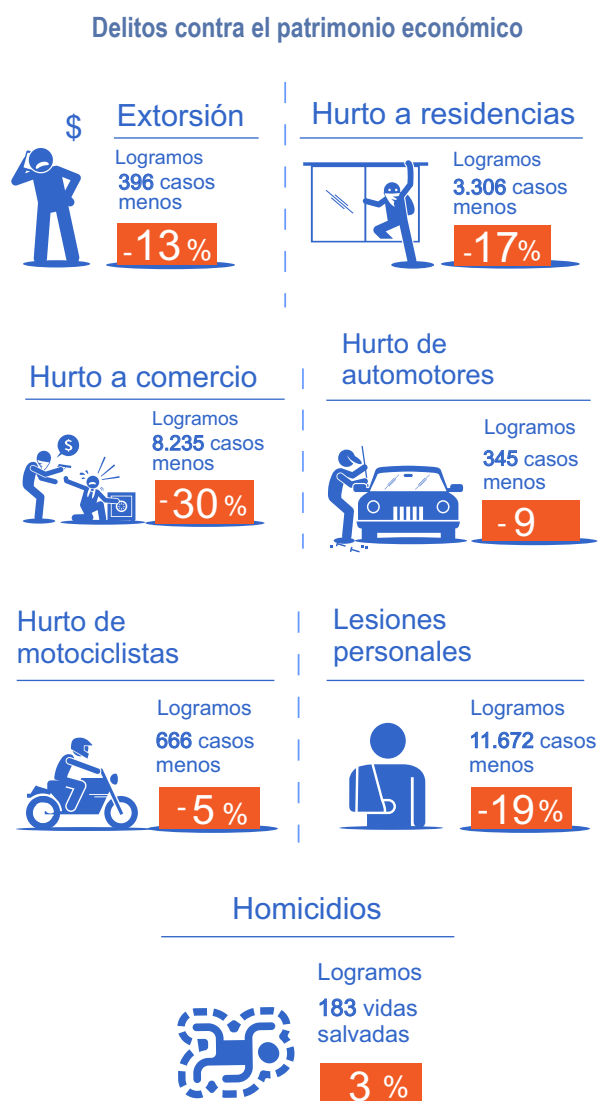 Delitos contra el patrimonio económico
$
Extorsión
Logramos
396 casos
menos
-13 %
Hurto a residencias
Logramos
3.306 casos
menos
-17%
Hurto a comercio
$
Logramos
8.235 casos
menos
-30 %
Hurto de
automotores
Logramos
345 casos
menos
- 9
Hurto de
motociclistas
Logramos
666 casos
menos
-5 %
Lesiones
personales
Logramos
11.672 casos
menos
-19%
Homicidios
Logramos
183 vidas
salvadas
3 %